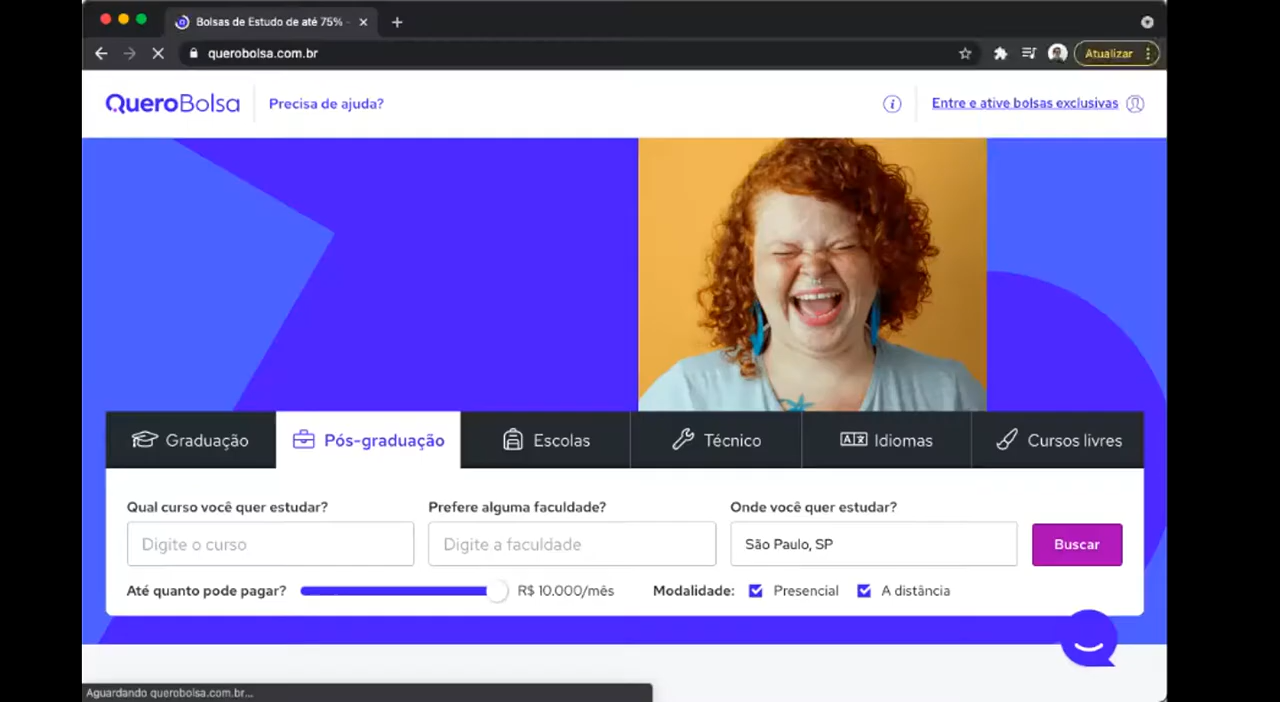 Bolsas de Estudo de até 75% -
querobolsa.com.br
Atualizar
QueroBolsa
Precisa de ajuda?
Entre e ative bolsas exclusivas
Graduação
Pós-graduação
Escolas
Técnico
Idiomas
Cursos livres
Qual curso você quer estudar?
Prefere alguma faculdade?
Onde você quer estudar?
Digite o curso
Digite a faculdade
São Paulo, SP
Buscar
Até quanto pode pagar?
R$ 10.000/mês
Modalidade:
Presencial
A distância
Aguardando querobolsa.com.br...